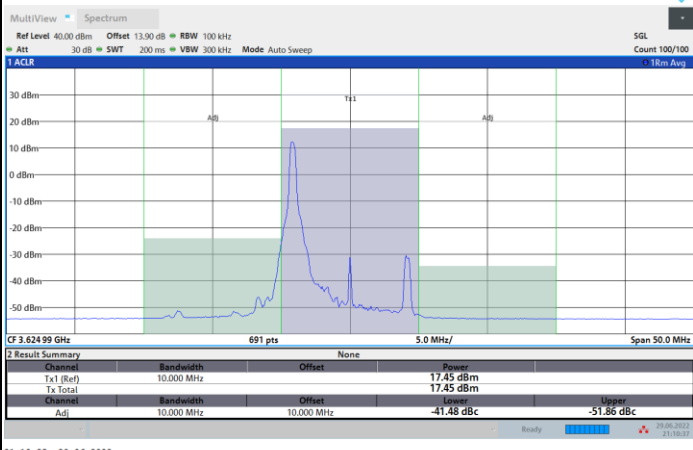 MultiView Spectrum
Ref Level 40.00 dBm Offset 13.90 dB RBW 100 kHz SGL
Att 30 dB SWT 200 ms VBW 300 kHz Mode Auto Sweep Count 100/100
1 ACLR 1Rm Avg
30 dBm
Tx1
20 dBm
Adj Adj
10 dBm
0 dBm
-10 dBm
-20 dBm
-30 dBm
-40 dBm
-50 dBm
CF 3.624 99 GHz 691 pts 5.0 MHz/ Span 50.0 MHz
2 Result Summary None
Channel Bandwidth Offset Power
Tx1 (Ref) 10.000 MHz 17.45 dBm
Tx Total 17.45 dBm
Channel Bandwidth Offset Lower Upper
Adj 10.000 MHz 10.000 MHz -41.48 dBc -51.86 dBc
Ready 29.06.2022
21:10:37